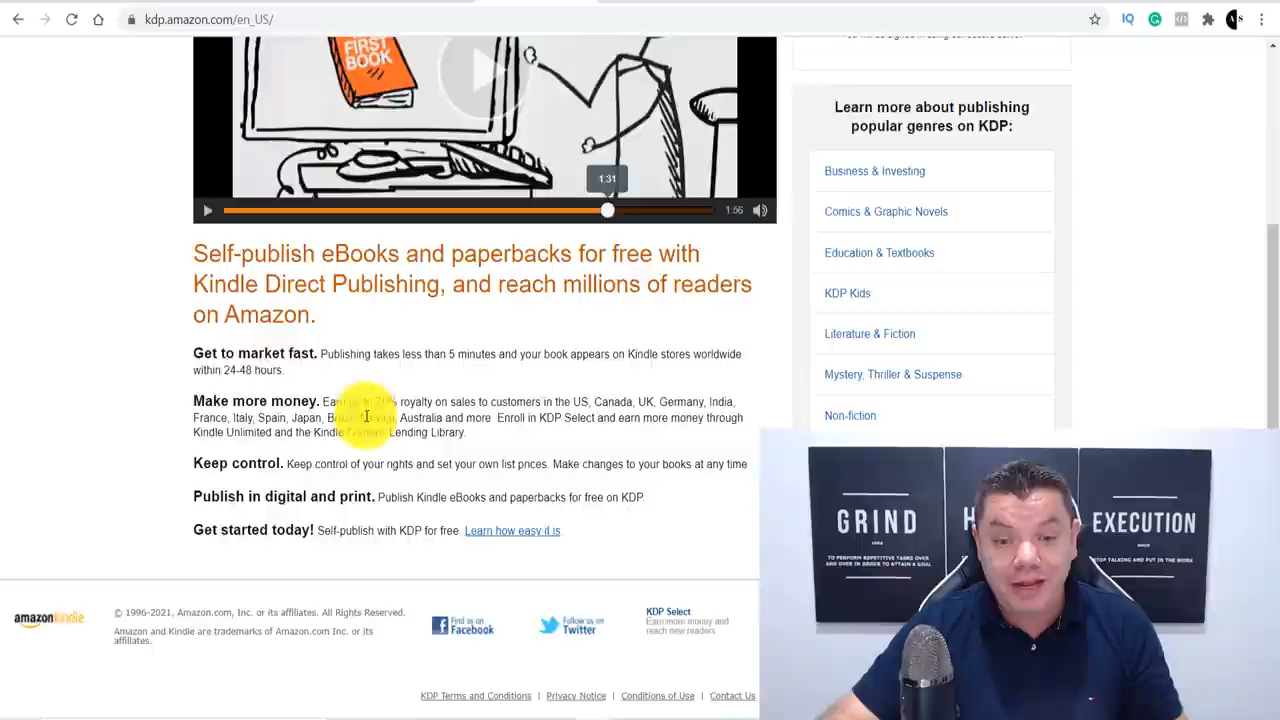 kdp.amazon.com/en_US/
FIRST
BOOK
1:31
1:56
Self-publish eBooks and paperbacks for free with
Kindle Direct Publishing, and reach millions of readers
on Amazon.
Get to market fast. Publishing takes less than 5 minutes and your book appears on Kindle stores worldwide
within 24-48 hours.
Make more money. Earn up to 70% royalty on sales to customers in the US, Canada, UK, Germany, India,
France, Italy, Spain, Japan, Brazil, Mexico, Australia and more Enroll in KDP Select and earn more money through
Kindle Unlimited and the Kindle Owners' Lending Library.
Keep control. Keep control of your rights and set your own list prices. Make changes to your books at any time
Publish in digital and print. Publish Kindle eBooks and paperbacks for free on KDP.
Get started today! Self-publish with KDP for free Learn how easy it is.
Learn more about publishing
popular genres on KDP:
Business & Investing
Comics & Graphic Novels
Education & Textbooks
KDP Kids
Literature & Fiction
Mystery, Thriller & Suspense
Non-fiction
GRIND
TO PERFORM REPETITIVE TASKS OVER
AND OVER IN ORDER TO ATTAIN A GOAL
H
EXECUTION
STOP TALKING AND PUT IN THE WORK
amazonkindle
© 1996-2021, Amazon.com, Inc. or its affiliates. All Rights Reserved.
Amazon and Kindle are trademarks of Amazon.com Inc. or its
affiliates.
Find us on
Facebook
Follow us on
Twitter
KDP Select
Earn more money and
reach new readers
KDP Terms and Conditions | Privacy Notice | Conditions of Use | Contact Us